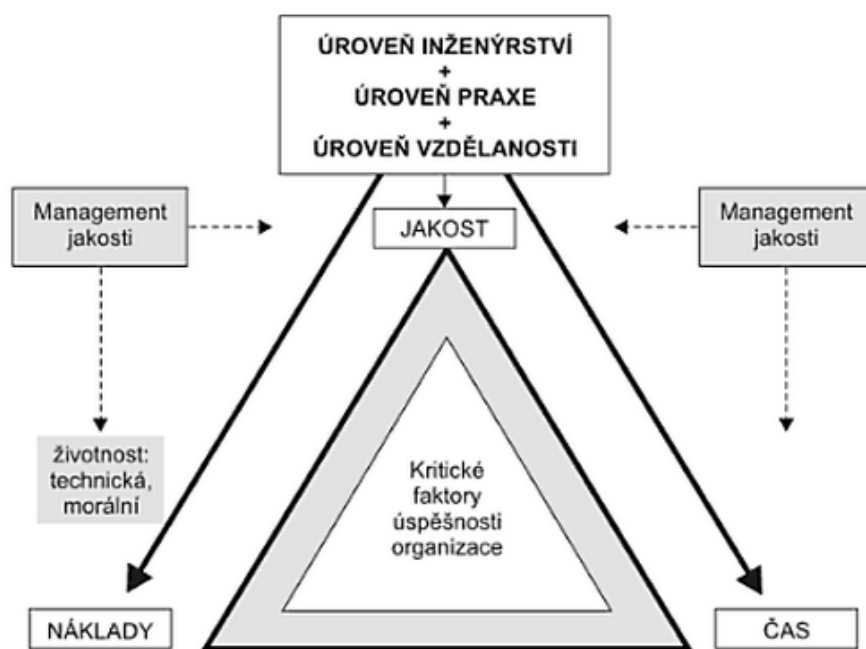 ÚROVEŇ INŽENÝRSTVÍ
+
ÚROVEŇ PRAXE
+
ÚROVEŇ VZDĚLANOSTI
Management
jakosti
JAKOST
Management
jakosti
životnost:
technická,
morální
Kritické
faktory
úspěšnosti
organizace
NÁKLADY
ČAS